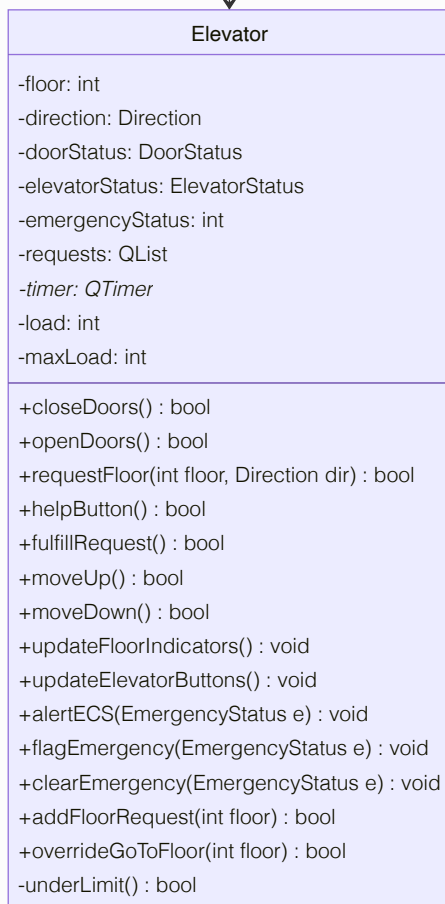 Elevator
-floor: int
-direction: Direction
-doorStatus: DoorStatus
-elevatorStatus: ElevatorStatus
-emergencyStatus: int
-requests: QList
-timer: QTimer
-load: int
-maxLoad: int
+closeDoors() : bool
+openDoors() : bool
+requestFloor(int floor, Direction dir) : bool
+helpButton() : bool
+fulfillRequest() : bool
+moveUp() : bool
+moveDown() : bool
+updateFloorIndicators() : void
+updateElevatorButtons() : void
+alertECS(EmergencyStatus e) : void
+flagEmergency(EmergencyStatus e) : void
+clearEmergency(EmergencyStatus e) : void
+addFloorRequest(int floor) : bool
+overrideGoToFloor(int floor) : bool
-underLimit() : bool